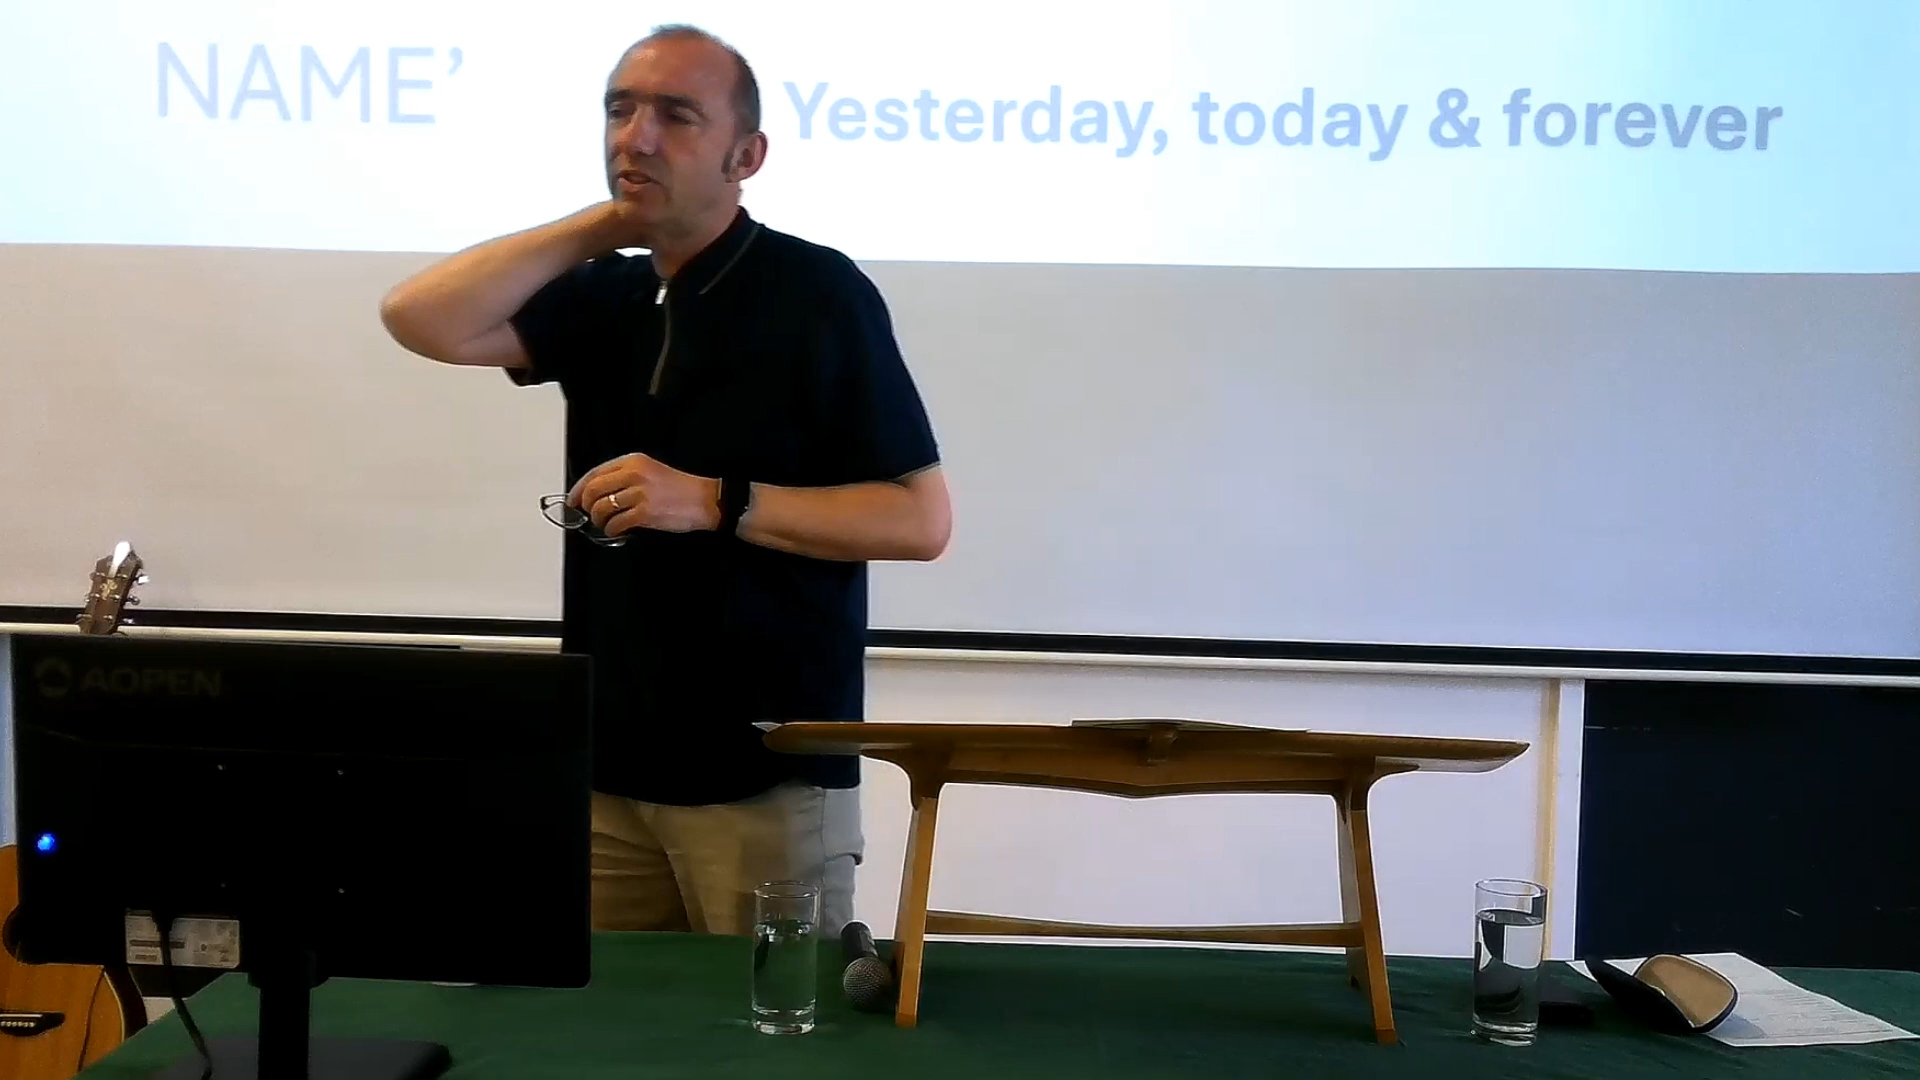 NAME’
Yesterday, today & forever
AOPEN